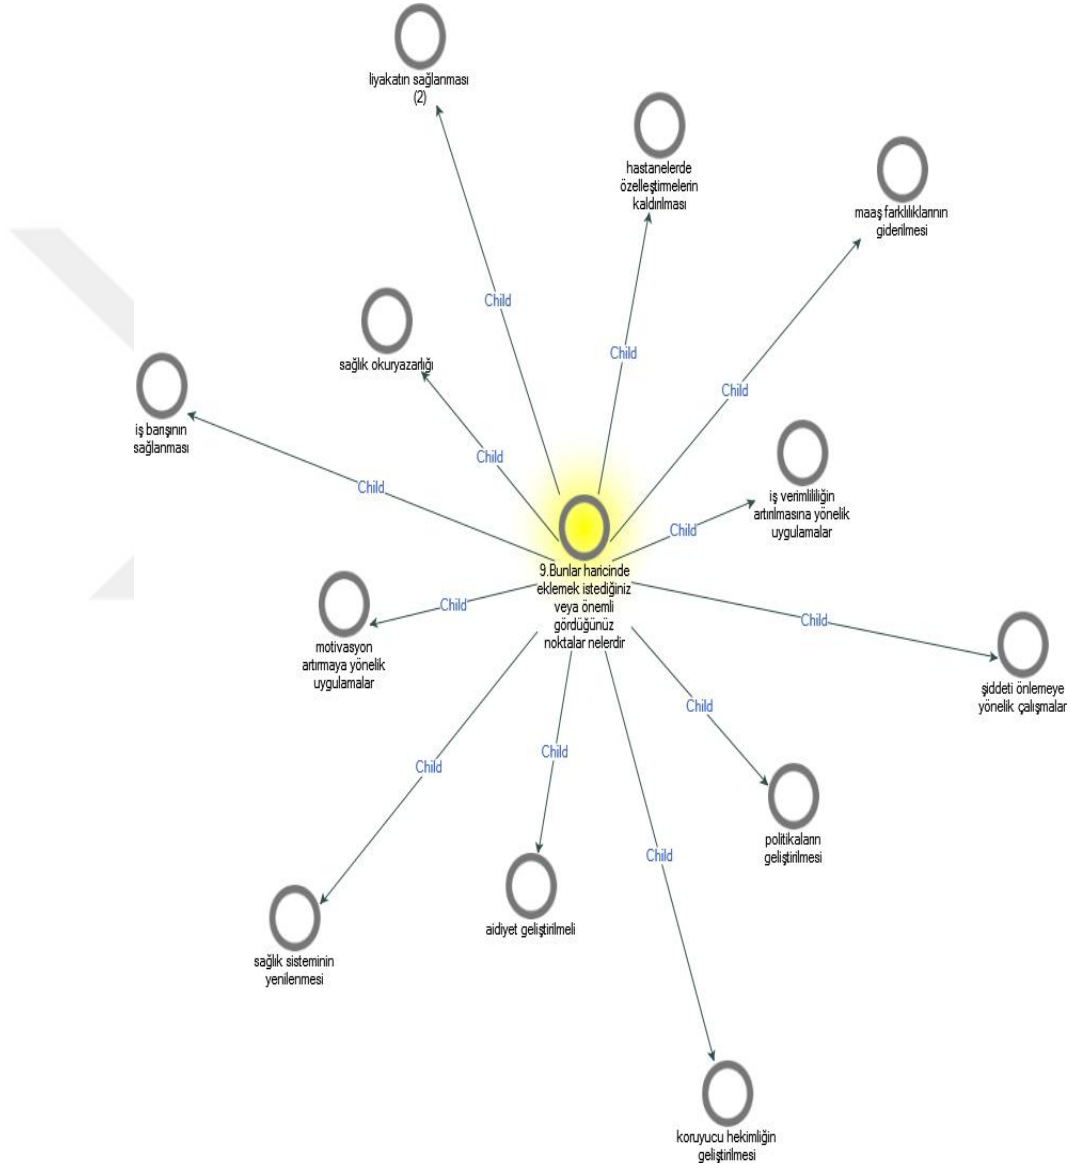 liyakatın sağlanması
(2)
hastanelerde
özelleştirmelerin
kaldırılması
maaş farklılıklarının
giderilmesi
Child
sağlık okuryazarlığı
Child
Child
iş barışının
sağlanması
Child
Child
Child
iş verimlililiğin
artırılmasına yönelik
uygulamalar
Child
9.Bunlar haricinde
eklemek istediğiniz
veya önemli
gördüğünüz
noktalar nelerdir
motivasyon
artırmaya yönelik
uygulamalar
Child
Child
şiddeti önlemeye
yönelik çalışmalar
Child
Child
Child
politikaların
geliştirilmesi
Child
aidiyet geliştirilmeli
sağlık sisteminin
yenilenmesi
koruyucu hekimliğin
geliştirilmesi